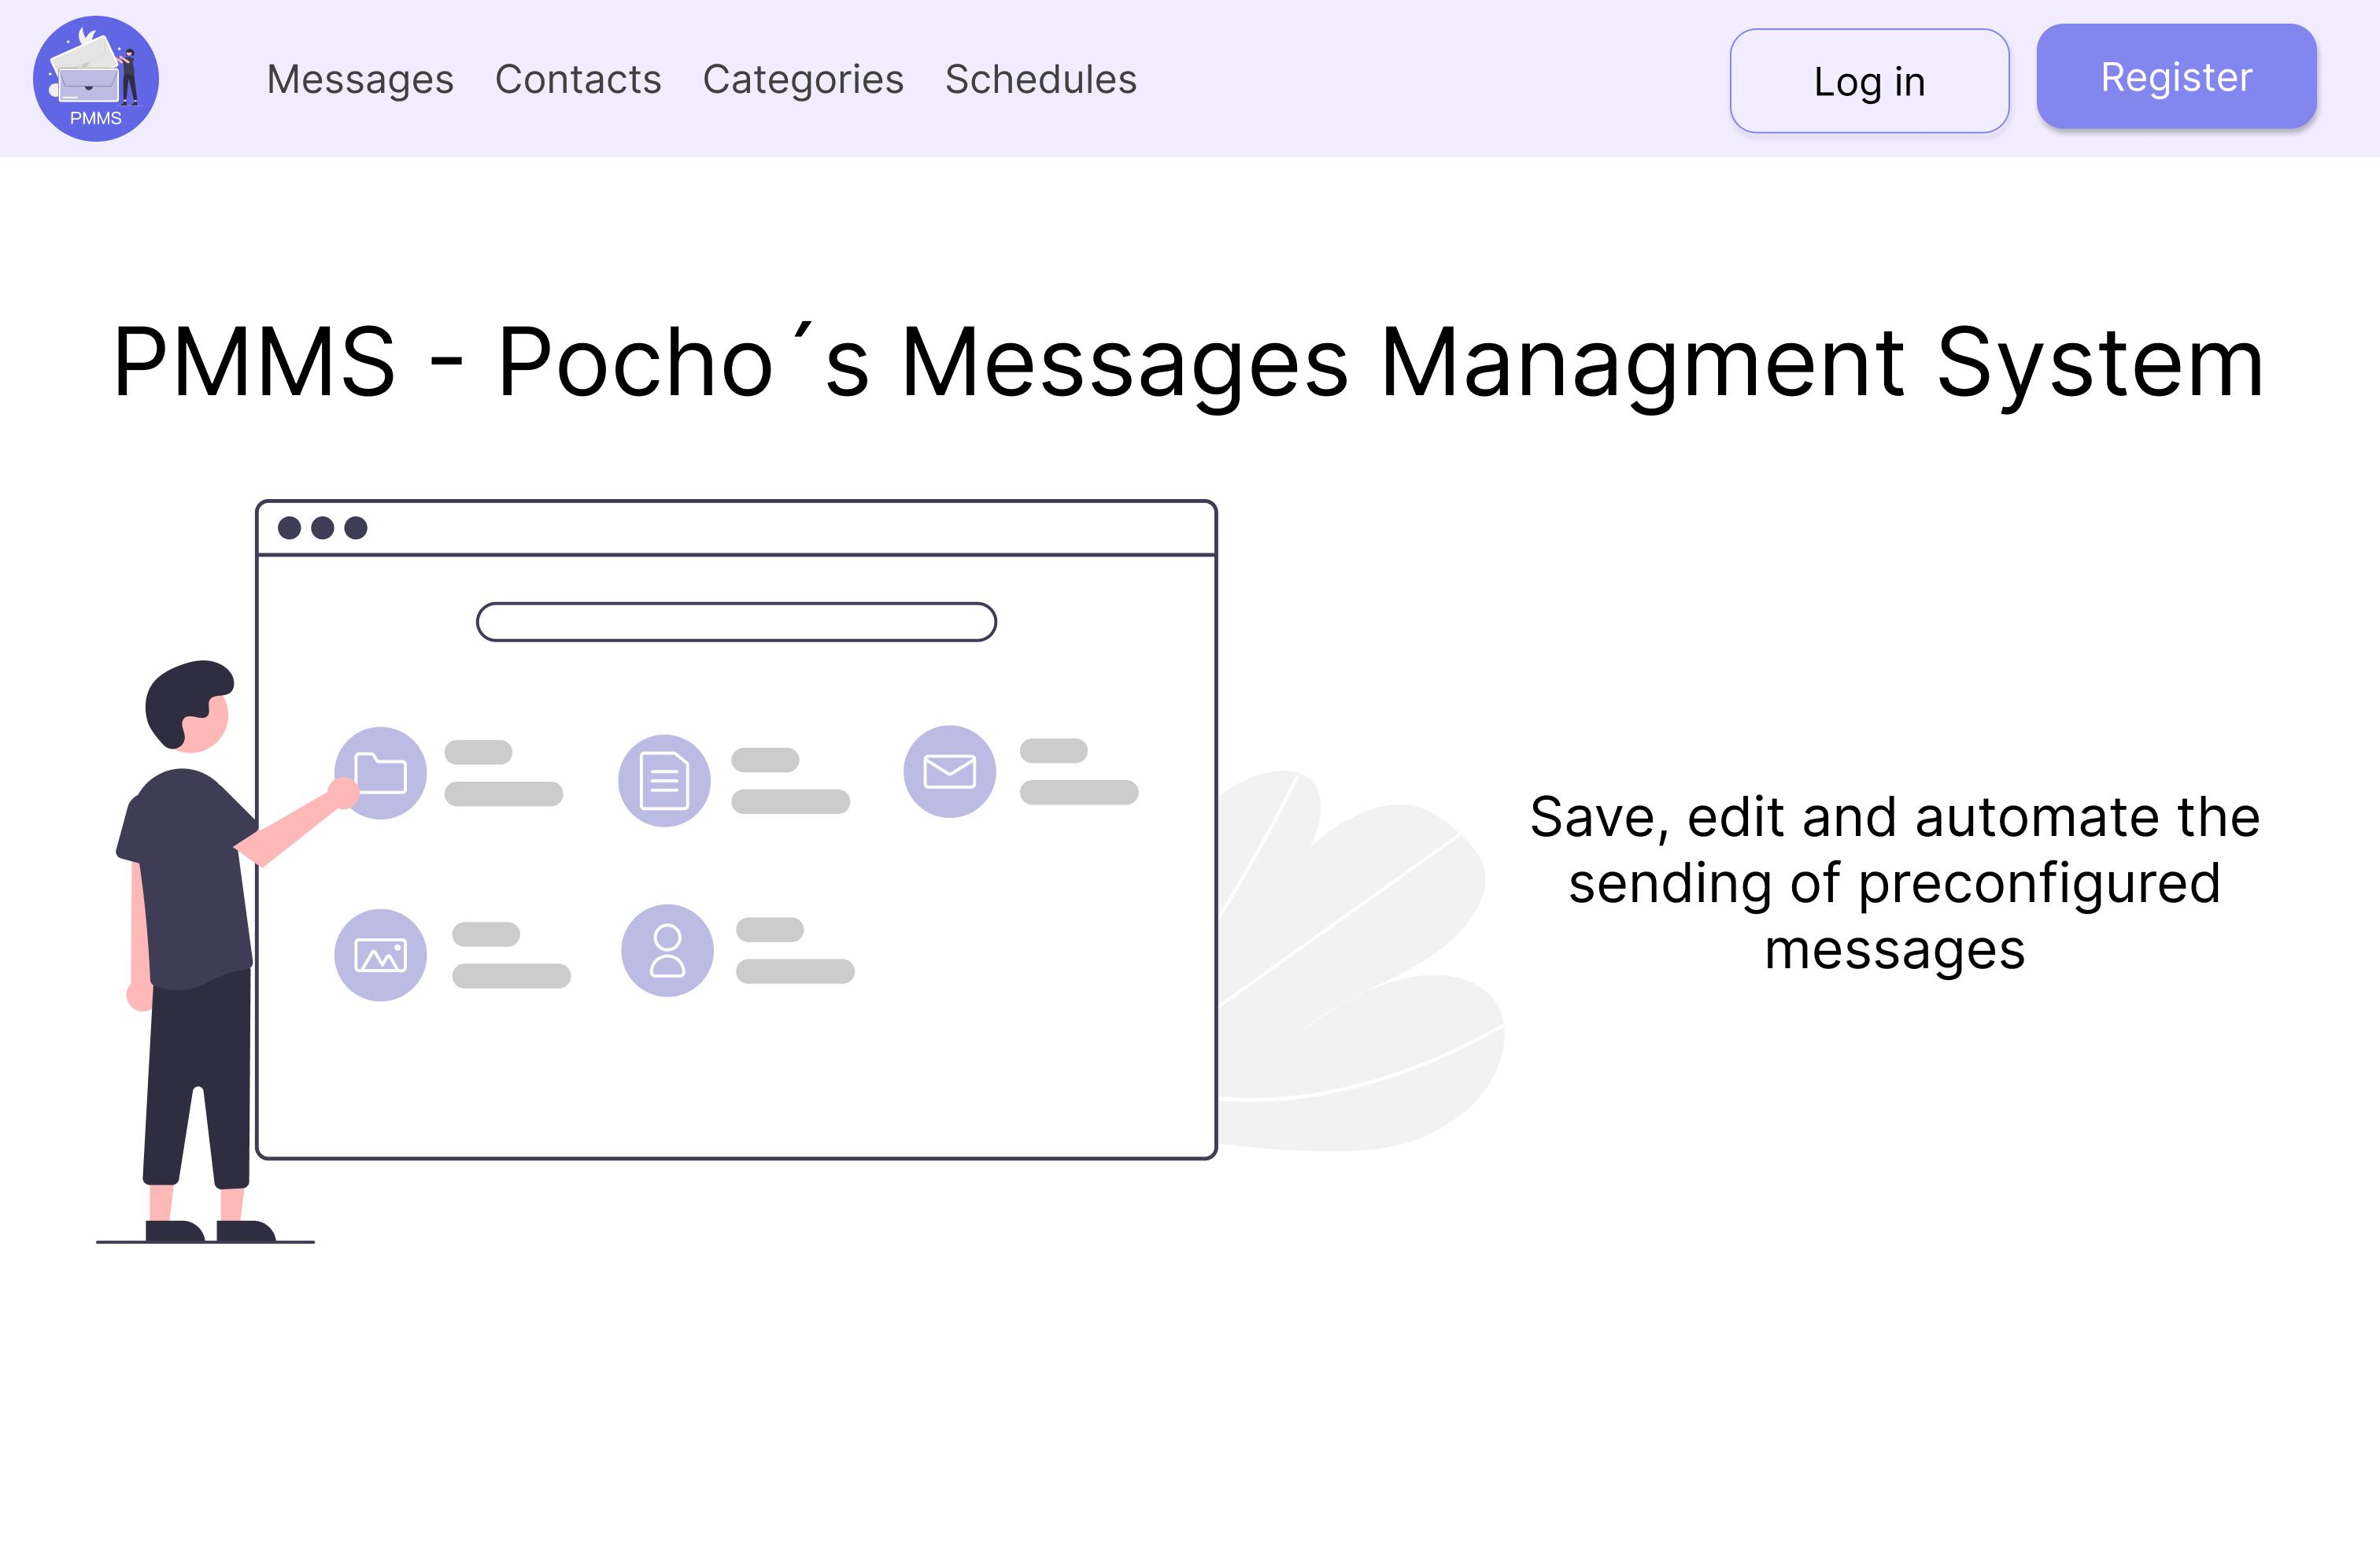 PMMS
Messages Contacts Categories Schedules
Log in
Register
PMMS - Pocho´s Messages Managment System
Save, edit and automate the
sending of preconfigured
messages